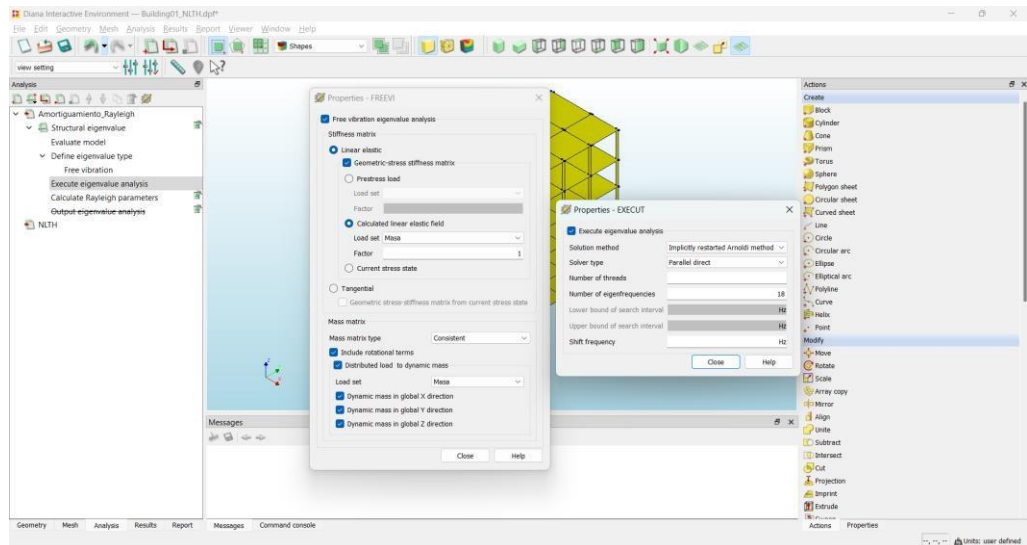 Diana Interactive Environment — Building01_NLTH.dpf*
File Edit Geometry Mesh Analysis Results Report Viewer Window Help
Shapes
view setting
Analysis
Amortiguamiento_Rayleigh
Structural eigenvalue
Evaluate model
Define eigenvalue type
Free vibration
Execute eigenvalue analysis
Calculate Rayleigh parameters
Output eigenvalue analysis
NLTH
Geometry Mesh Analysis Results Report
Properties - FREEVI
Free vibration eigenvalue analysis
Stiffness matrix
Linear elastic
Geometric-stress stiffness matrix
Prestress load
Load set
Factor
Calculated linear elastic field
Load set Masa
Factor 1
Current stress state
Tangential
Geometric stress-stiffness matrix from current stress state
Mass matrix
Mass matrix type Consistent
Include rotational terms
Distributed load to dynamic mass
Load set Masa
Dynamic mass in global X direction
Dynamic mass in global Y direction
Dynamic mass in global Z direction
Close Help
Properties - EXECUT
Execute eigenvalue analysis
Solution method Implicitly restarted Arnoldi method
Solver type Parallel direct
Number of threads
Number of eigenfrequencies 18
Lower bound of search interval Hz
Upper bound of search interval Hz
Shift frequency Hz
Close Help
Messages
Messages Command console
Actions
Create
Block
Cylinder
Cone
Prism
Torus
Sphere
Polygon sheet
Circular sheet
Curved sheet
Line
Circle
Circular arc
Ellipse
Elliptical arc
Polyline
Curve
Helix
Point
Modify
Move
Rotate
Scale
Array copy
Mirror
Align
Unite
Subtract
Intersect
Cut
Projection
Imprint
Extrude
Actions Properties
--, --, -- Units: user defined